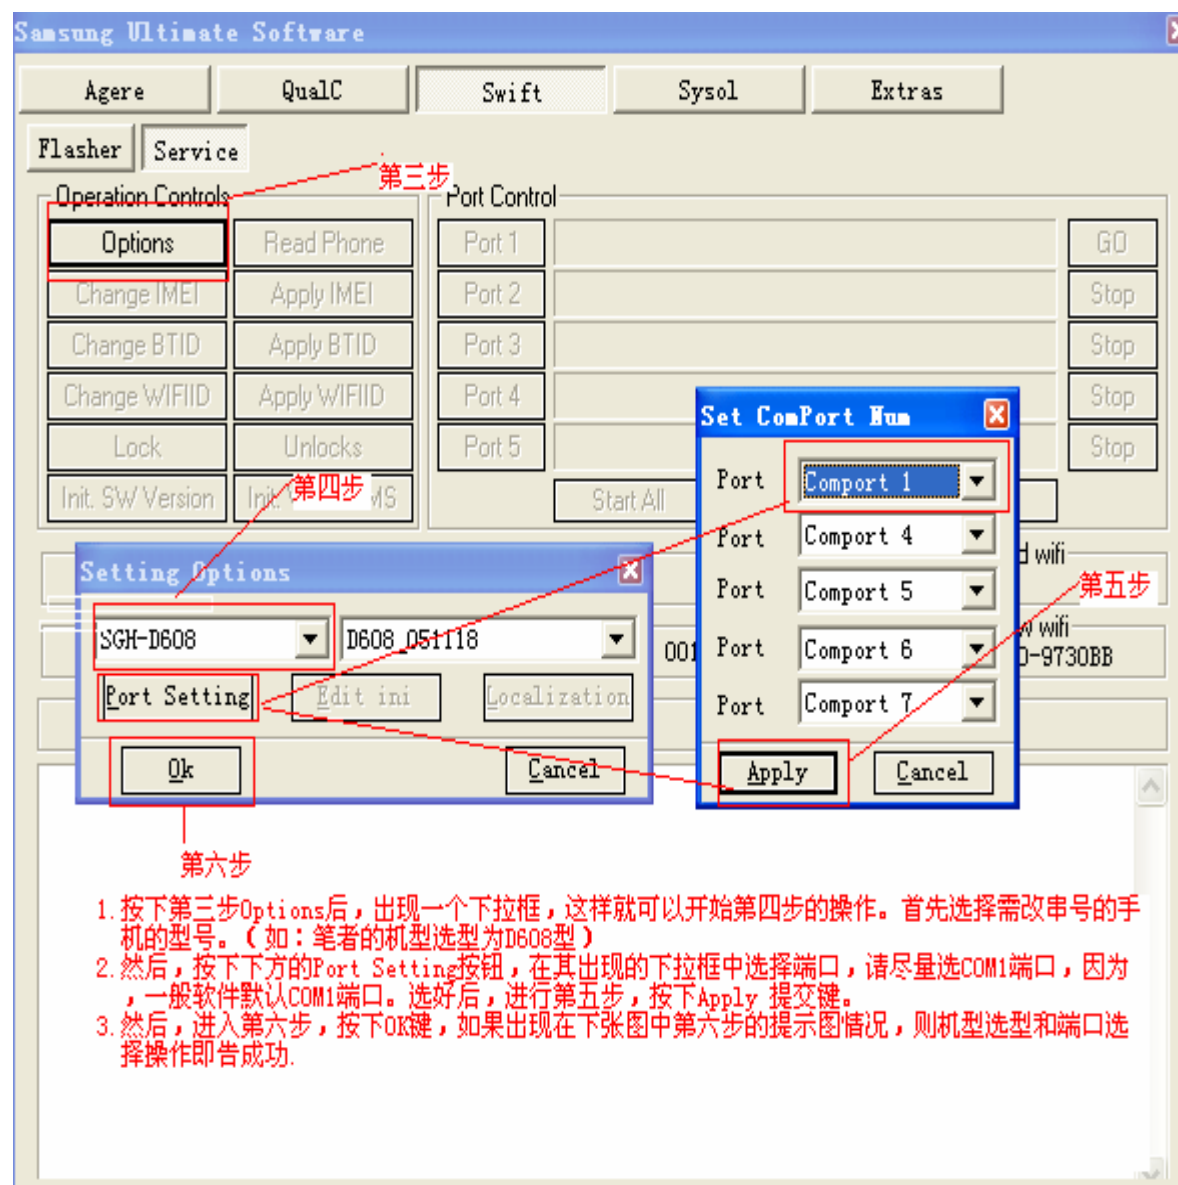 Samsung Ultimate Software
Agere QualC Swift Sysol Extras
Flasher Service
第三步
Operation Controls Port Control
Options Read Phone Port 1 GO
Change IMEI Apply IMEI Port 2 Stop
Change BTID Apply BTID Port 3 Stop
Change WIFIID Apply WIFIID Port 4 Stop
Lock Unlocks Port 5 Stop
第四步
Init. SW Version Init. MS Start All
Set ComPort Num
Port Comport 1
Port Comport 4
Port Comport 5
Port Comport 6
Port Comport 7
Apply Cancel
wifi
第五步
wifi
001
0-9730BB
Setting Options
SGH-D608 D608_051118
Port Setting Edit ini Localization
Ok Cancel
第六步
1.按下第三步Options后，出现一个下拉框，这样就可以开始第四步的操作。首先选择需改串号的手
机的型号。（如：笔者的机型选型为D608型）
2.然后，按下下方的Port Setting按钮，在其出现的下拉框中选择端口，请尽量选COM1端口，因为
，一般软件默认COM1端口。选好后，进行第五步，按下Apply 提交键。
3.然后，进入第六步，按下OK键，如果出现在下张图中第六步的提示图情况，则机型选型和端口选
择操作即告成功.